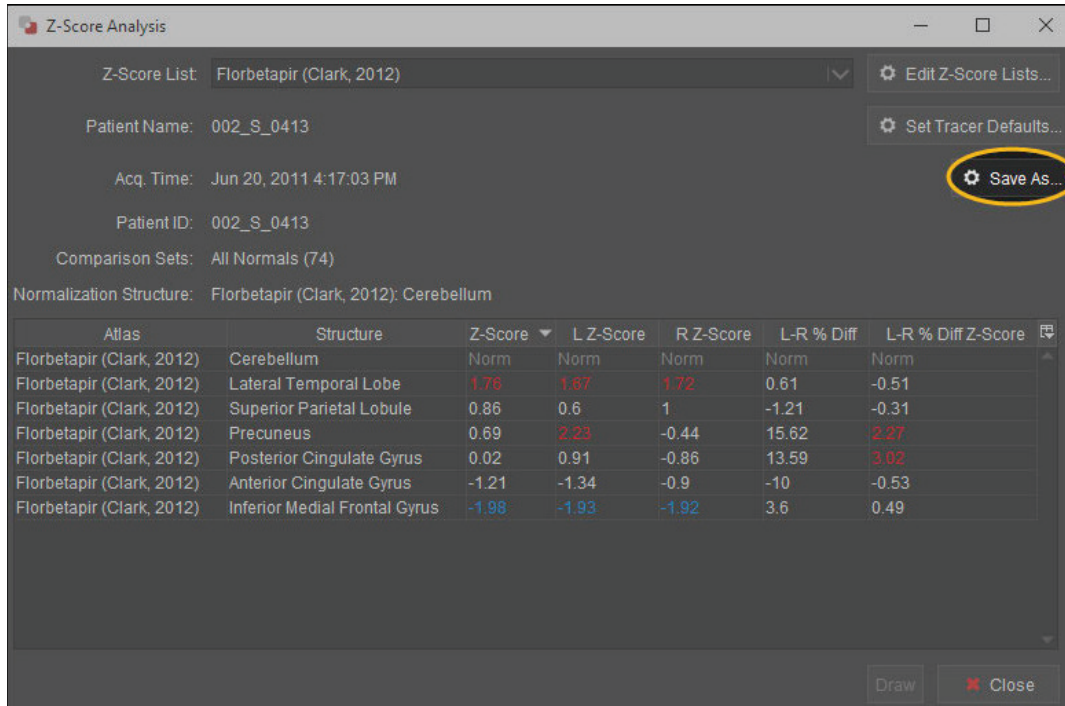 Z-Score Analysis
Z-Score List: Florbetapir (Clark, 2012) Edit Z-Score Lists...
Patient Name: 002_S_0413 Set Tracer Defaults...
Acq. Time: Jun 20, 2011 4:17:03 PM Save As...
Patient ID: 002_S_0413
Comparison Sets: All Normals (74)
Normalization Structure: Florbetapir (Clark, 2012): Cerebellum
Atlas Structure Z-Score L Z-Score R Z-Score L-R % Diff L-R % Diff Z-Score
Florbetapir (Clark, 2012) Cerebellum Norm Norm Norm Norm Norm
Florbetapir (Clark, 2012) Lateral Temporal Lobe 1.76 1.67 1.72 0.61 -0.51
Florbetapir (Clark, 2012) Superior Parietal Lobule 0.86 0.6 1 -1.21 -0.31
Florbetapir (Clark, 2012) Precuneus 0.69 2.23 -0.44 15.62 2.27
Florbetapir (Clark, 2012) Posterior Cingulate Gyrus 0.02 0.91 -0.86 13.59 3.02
Florbetapir (Clark, 2012) Anterior Cingulate Gyrus -1.21 -1.34 -0.9 -10 -0.53
Florbetapir (Clark, 2012) Inferior Medial Frontal Gyrus -1.98 -1.93 -1.92 3.6 0.49
Draw Close